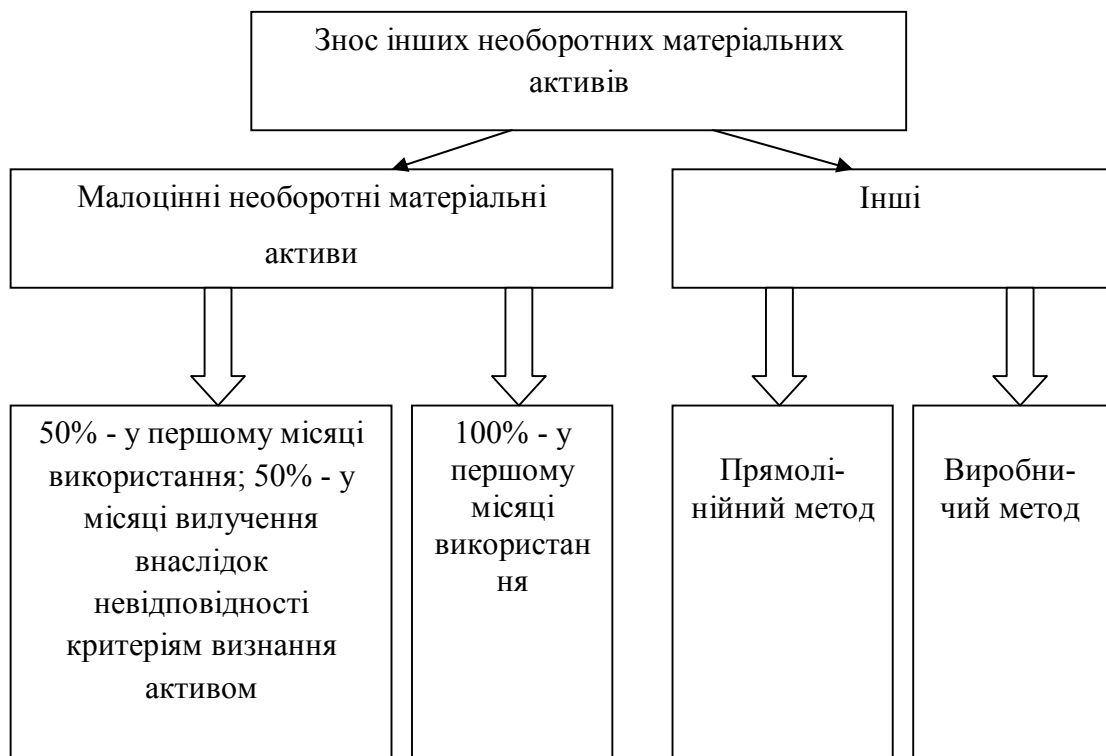 Знос інших необоротних матеріальних
активів
Малоцінні необоротні матеріальні
активи
Інші
50% - у першому місяці
використання; 50% - у
місяці вилучення
внаслідок
невідповідності
критеріям визнання
активом
100% - у
першому
місяці
використан
ня
Прямолі-
нійний метод
Виробни-
чий метод